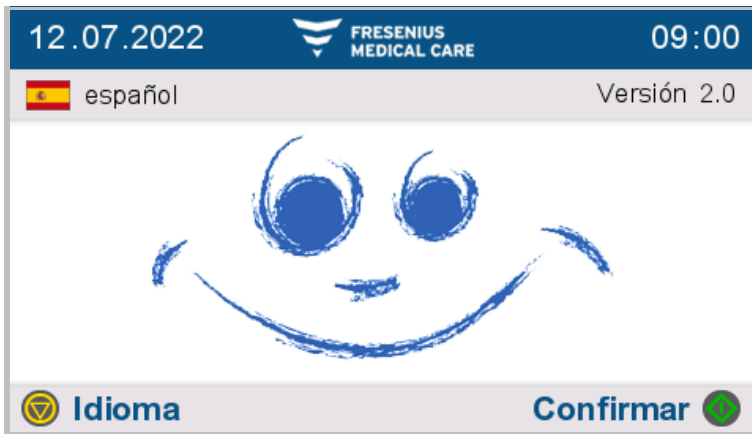 12.07.2022 FRESENIUS MEDICAL CARE 09:00
español Versión 2.0
Idioma Confirmar